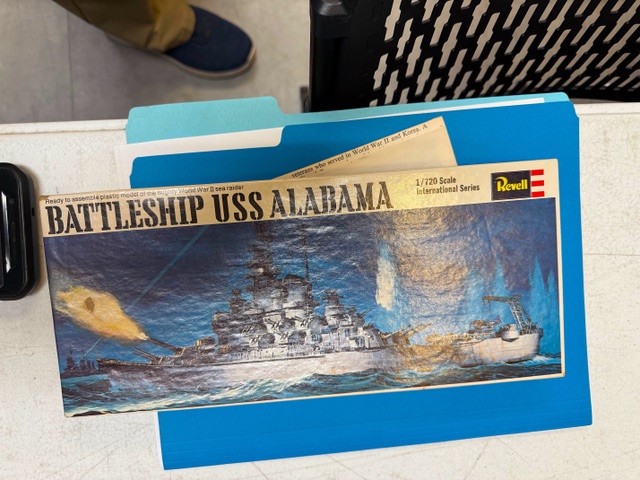 veterans who served in World War II and Korea. A
Ready to assemble plastic model of the mighty World War II sea raider
BATTLESHIP USS ALABAMA
1/720 Scale
International Series
Revell